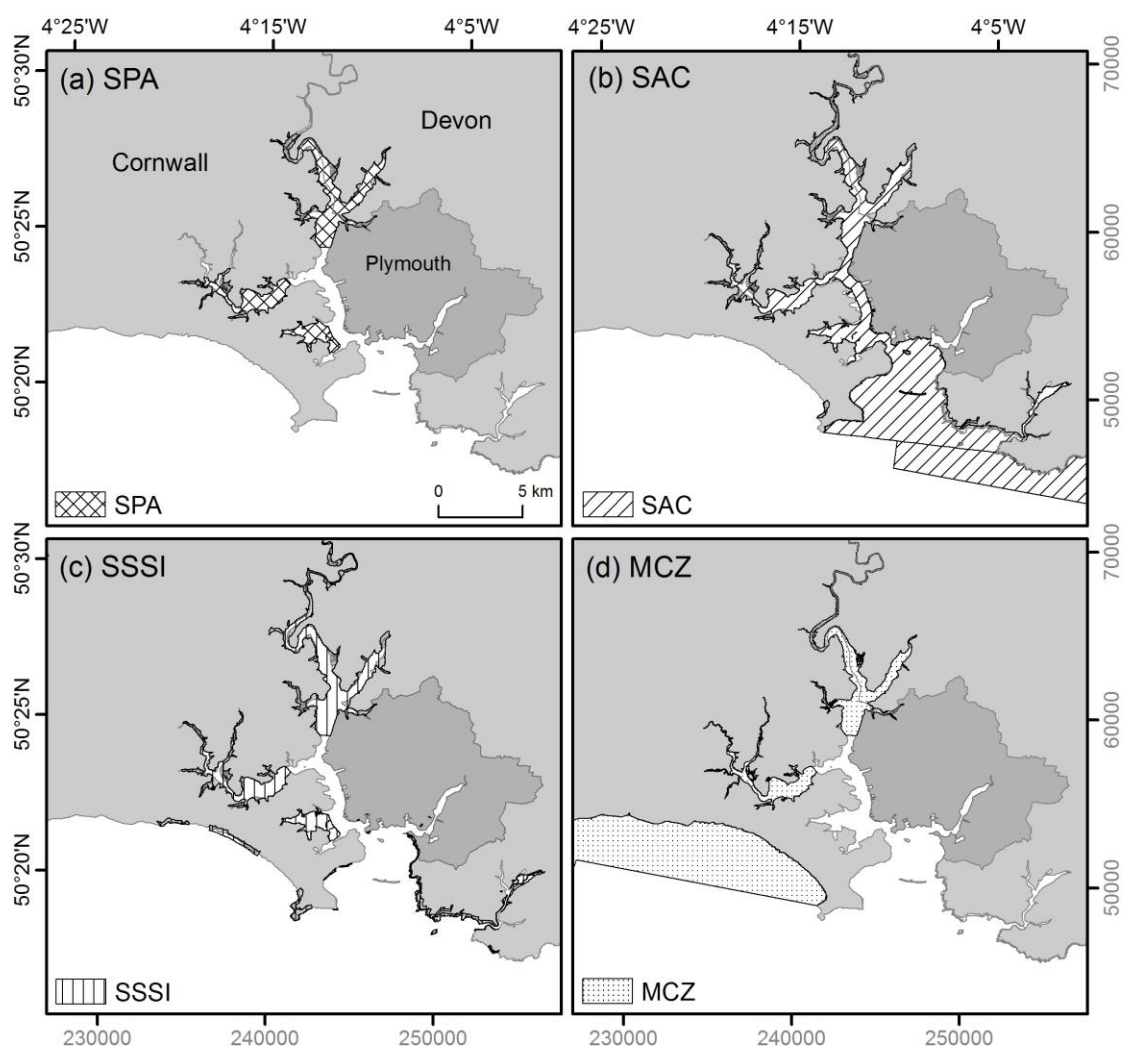 4°25'W 4°15'W 4°5'W 4°25'W 4°15'W 4°5'W
50°30'N
(a) SPA
Devon
Cornwall
50°25'N
Plymouth
50°20'N
0 5 km
SPA
(b) SAC
70000
60000
50000
SAC
50°30'N
(c) SSSI
50°25'N
50°20'N
SSSI
230000 240000 250000
(d) MCZ
70000
60000
50000
MCZ
230000 240000 250000